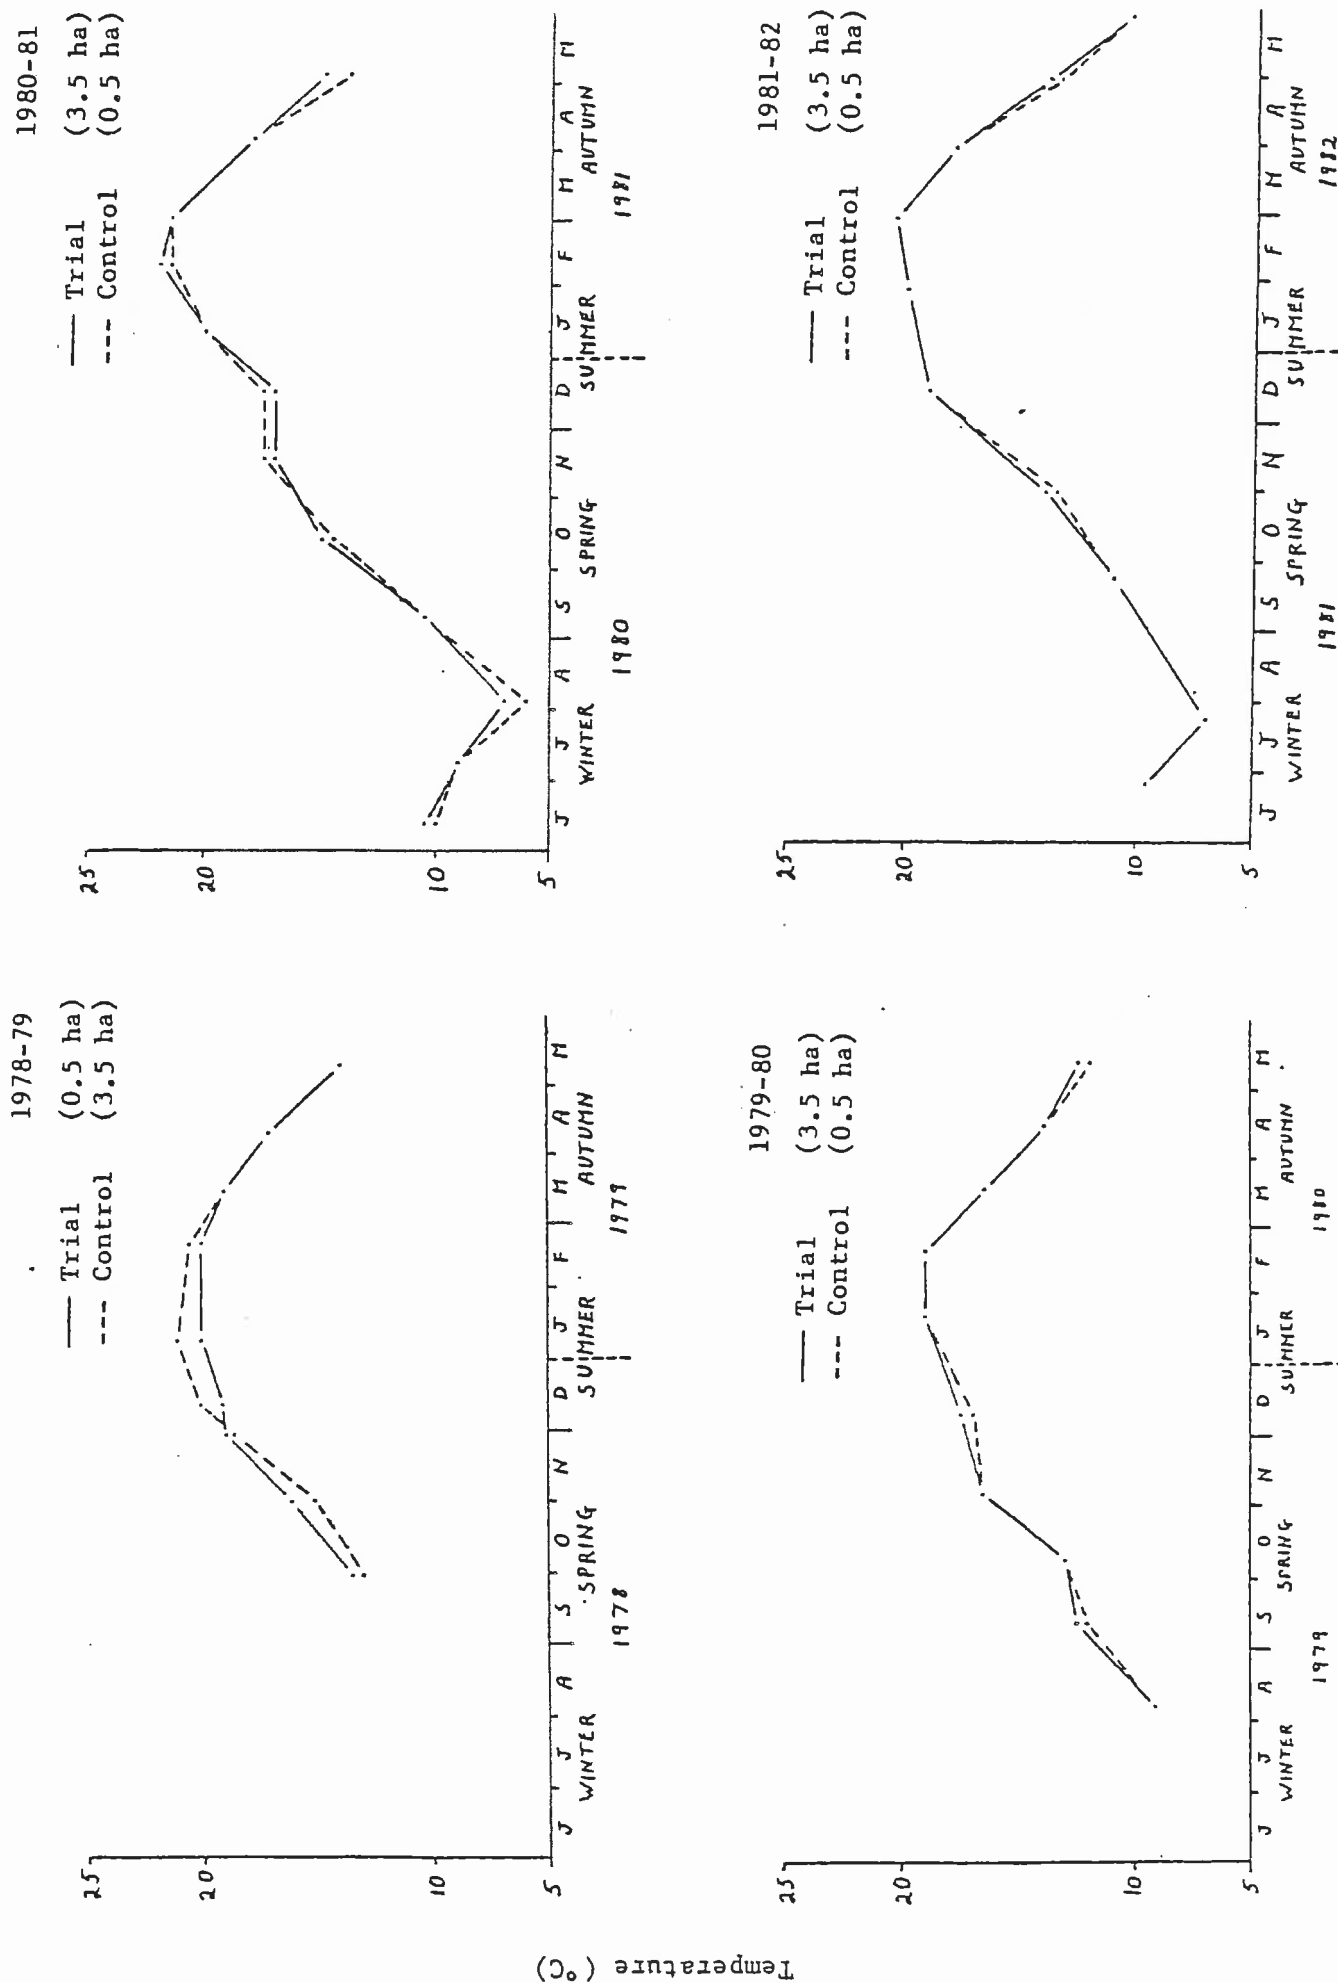 Temperature (°C)
1978-79
Trial (0.5 ha)
Control (3.5 ha)
25
20
10
5
J J A S O N D J F M A M
WINTER SPRING SUMMER AUTUMN
1978 1979
1980-81
Trial (3.5 ha)
Control (0.5 ha)
25
20
10
5
J J A S O N D J F M A M
WINTER SPRING SUMMER AUTUMN
1980 1981
1979-80
Trial (3.5 ha)
Control (0.5 ha)
25
20
10
5
J J A S O N D J F M A M
WINTER SPRING SUMMER AUTUMN
1979 1980
1981-82
Trial (3.5 ha)
Control (0.5 ha)
25
20
10
5
J J A S O N D J F M A M
WINTER SPRING SUMMER AUTUMN
1981 1982